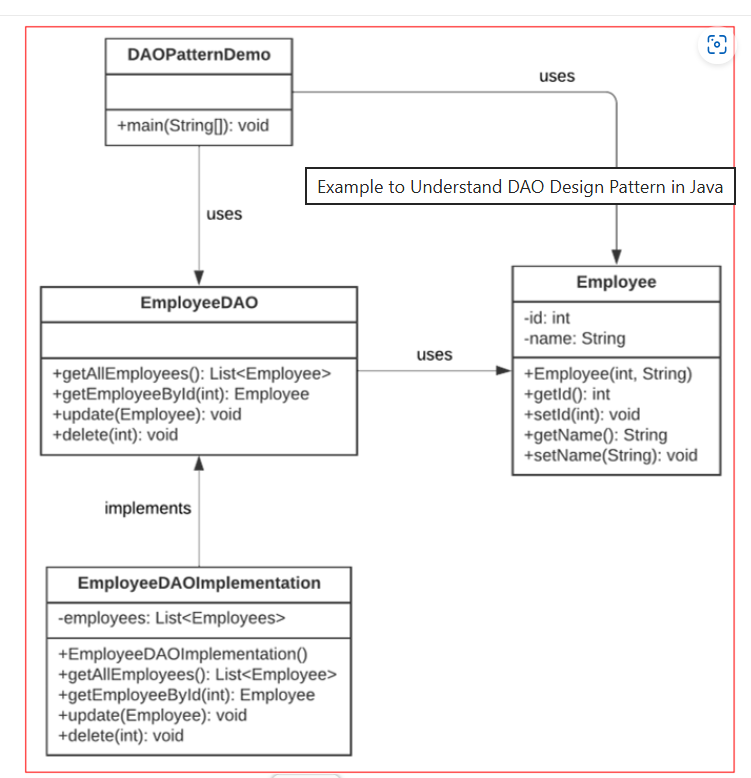 DAOPatternDemo
+main(String[]): void
uses
Example to Understand DAO Design Pattern in Java
uses
EmployeeDAO
+getAllEmployees(): List<Employee>
+getEmployeeById(int): Employee
+update(Employee): void
+delete(int): void
uses
Employee
-id: int
-name: String
+Employee(int, String)
+getId(): int
+setId(int): void
+getName(): String
+setName(String): void
implements
EmployeeDAOImplementation
-employees: List<Employees>
+EmployeeDAOImplementation()
+getAllEmployees(): List<Employee>
+getEmployeeById(int): Employee
+update(Employee): void
+delete(int): void